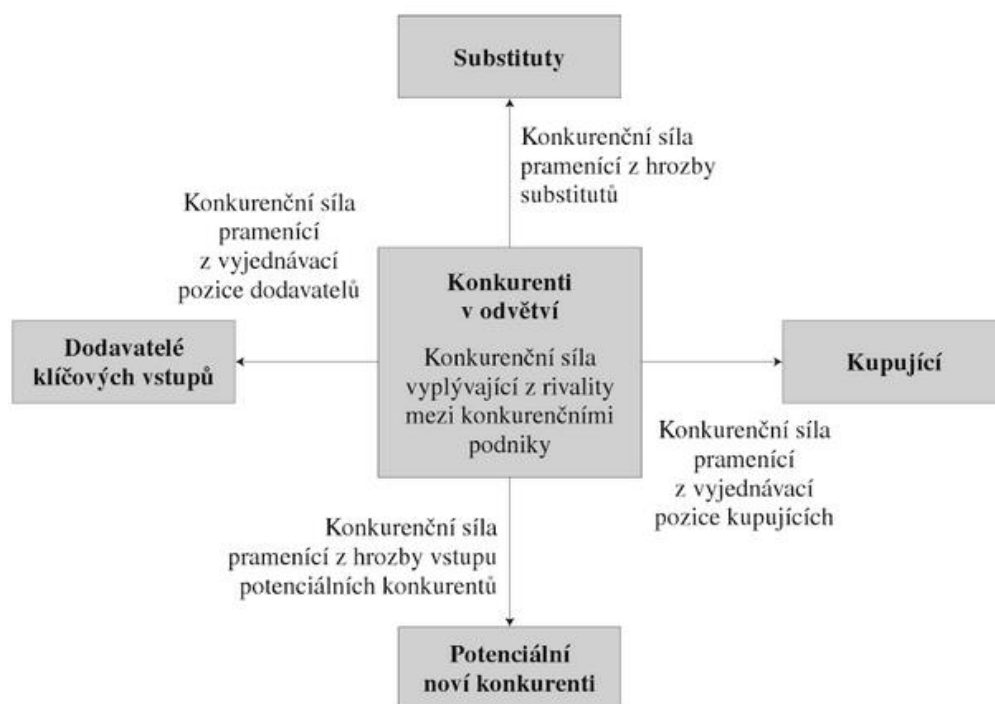 Substituty
Konkurenční síla
pramenící z hrozby
substitutů
Konkurenční síla
pramenící
z vyjednávací
pozice dodavatelů
Konkurenti
v odvětví
Konkurenční síla
vyplývající z rivality
mezi konkurenčními
podniky
Dodavatelé
klíčových vstupů
Kupující
Konkurenční síla
pramenící
z vyjednávací
pozice kupujících
Konkurenční síla
pramenící z hrozby vstupu
potenciálních konkurentů
Potenciální
noví konkurenti